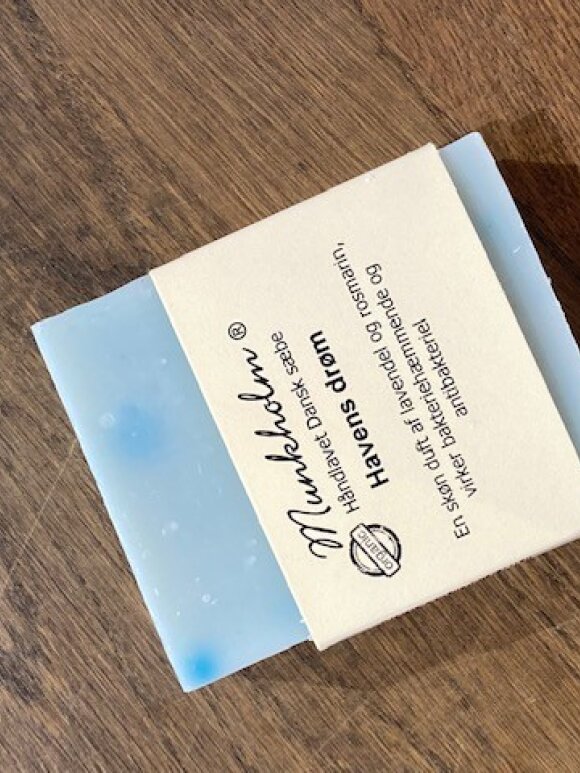 Munkholm®
Håndlavet Dansk sæbe
Havens drøm
organic
En skøn duft af lavendel og rosmarin,
virker bakteriehæmmende og
antibakteriel